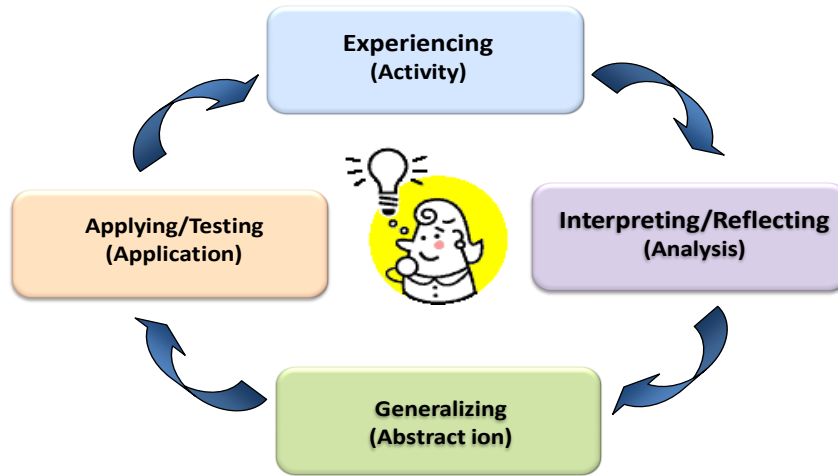 Experiencing
(Activity)
Interpreting/Reflecting
(Analysis)
Generalizing
(Abstract ion)
Applying/Testing
(Application)